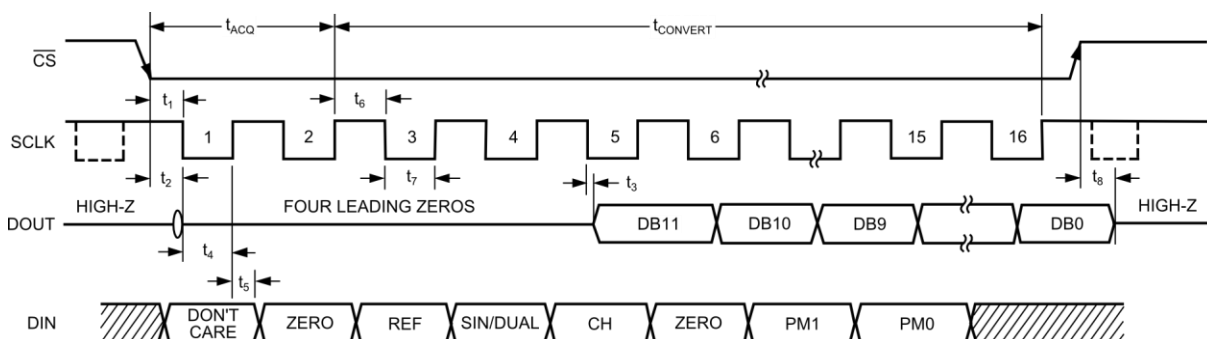 tACQ tCONVERT
CS
t1 t6
SCLK 1 2 3 4 5 6 15 16
t2 t7 t3 t8
HIGH-Z FOUR LEADING ZEROS HIGH-Z
DOUT DB11 DB10 DB9 DB0
t4
t5
DIN DON'T CARE ZERO REF SIN/DUAL CH ZERO PM1 PM0